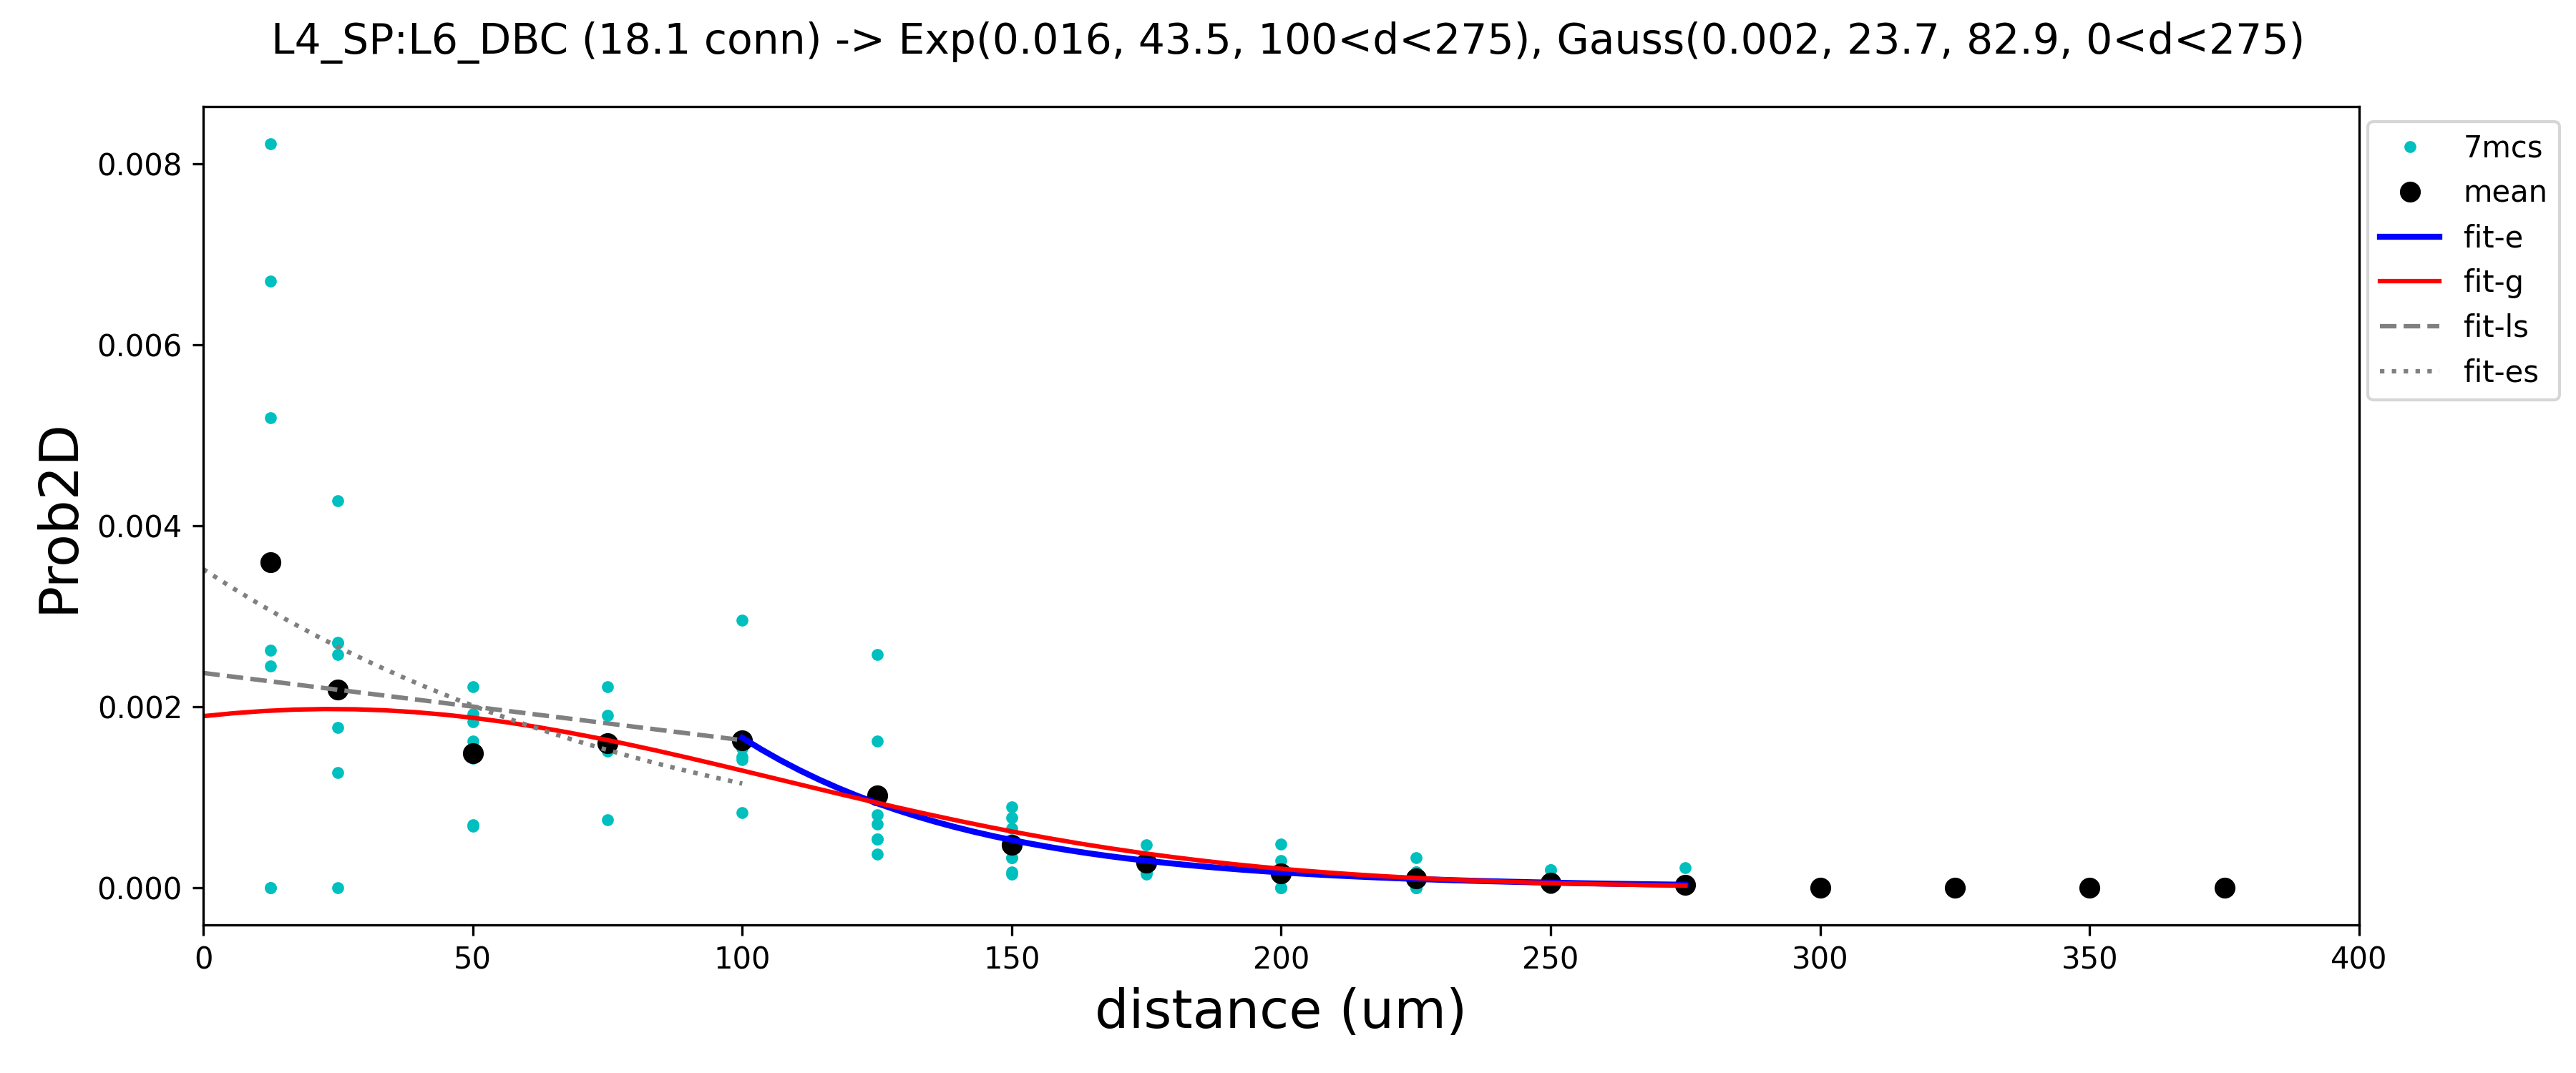 L4_SP:L6_DBC (18.1 conn) -> Exp(0.016, 43.5, 100<d<275), Gauss(0.002, 23.7, 82.9, 0<d<275)
7mcs
mean
fit-e
fit-g
fit-ls
fit-es
Prob2D
0.008
0.006
0.004
0.002
0.000
0 50 100 150 200 250 300 350 400
distance (um)